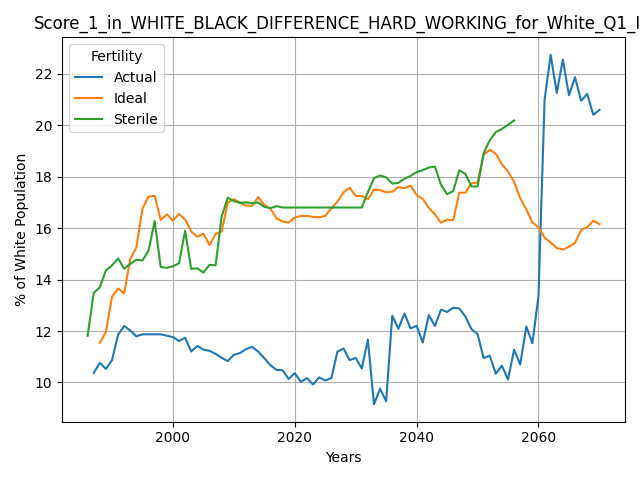 Score_1_in_WHITE_BLACK_DIFFERENCE_HARD_WORKING_for_White_Q1_I
Fertility
Actual
Ideal
Sterile
% of White Population
22
20
18
16
14
12
10
2000 2020 2040 2060
Years